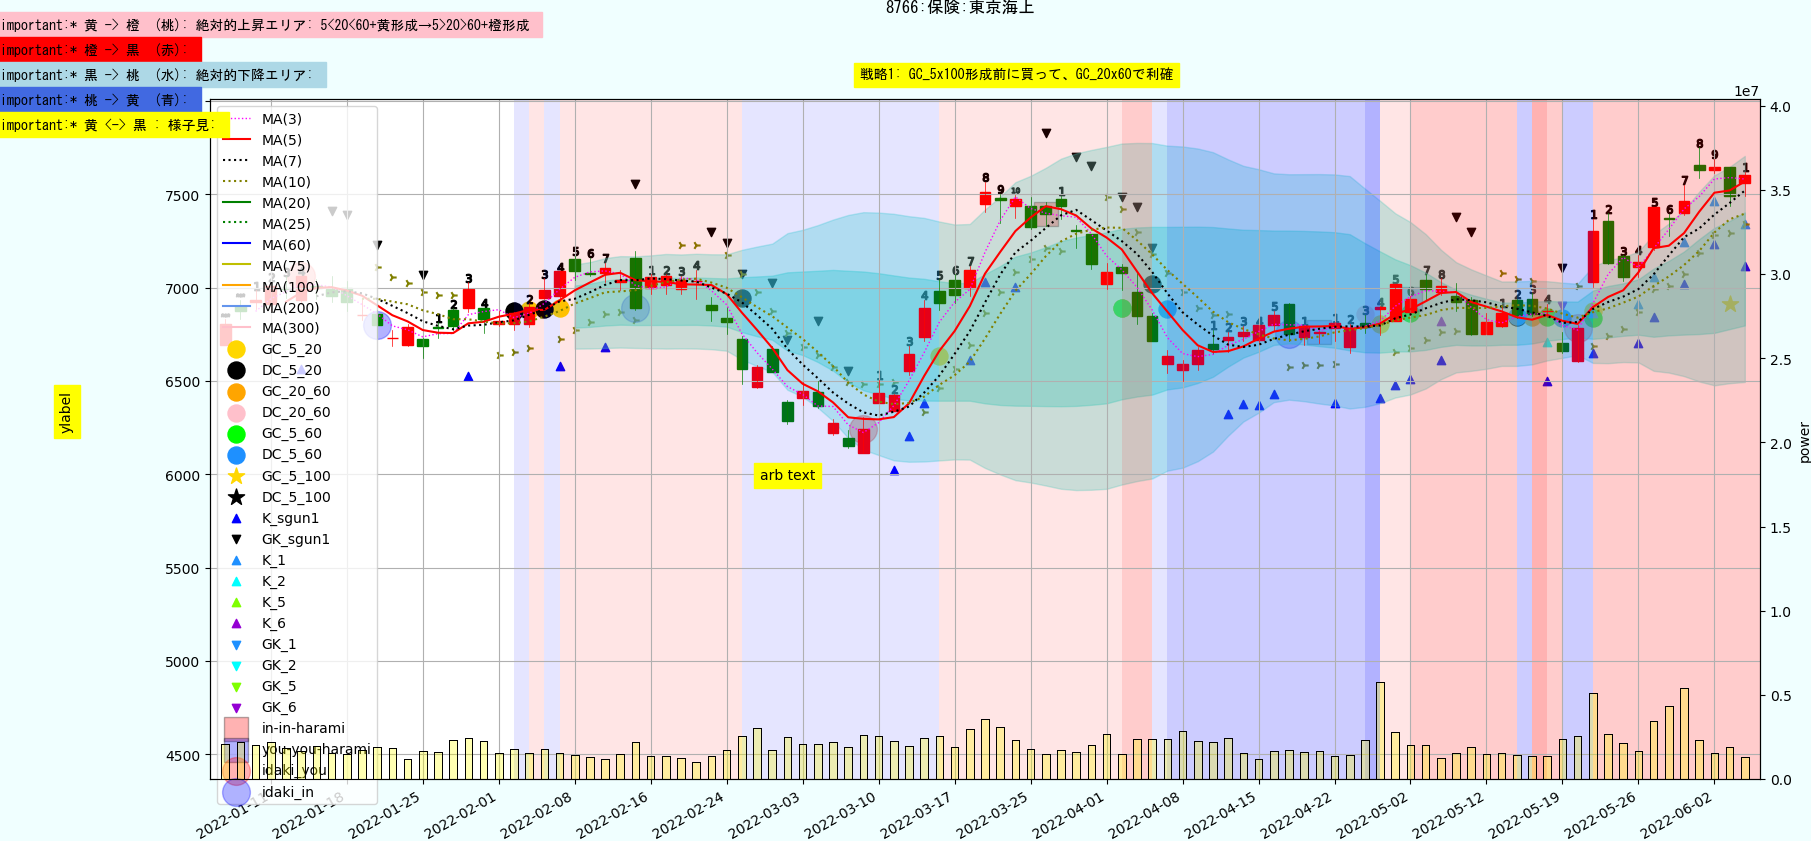 8766:保険:東京海上
important:* 黄 -> 橙 (桃): 絶対的上昇エリア: 5<20<60+黄形成→5>20>60+橙形成
important:* 橙 -> 黒 (赤):
important:* 黒 -> 桃 (水): 絶対的下降エリア:
戦略1: GC_5x100形成前に買って、GC_20x60で利確
important:* 桃 -> 黄 (青):
important:* 黄 <-> 黒 : 様子見:
1e7
MA(3)
MA(5)
MA(7)
MA(10)
MA(20)
MA(25)
MA(60)
MA(75)
MA(100)
MA(200)
MA(300)
GC_5_20
DC_5_20
GC_20_60
DC_20_60
GC_5_60
DC_5_60
GC_5_100
DC_5_100
K_sgun1
GK_sgun1
K_1
K_2
K_5
K_6
GK_1
GK_2
GK_5
GK_6
in-in-harami
you-you-harami
idaki_you
idaki_in
7500
7000
6500
6000
5500
5000
4500
ylabel
arb text
4.0
3.5
3.0
2.5
2.0
1.5
1.0
0.5
0.0
power
2022-01-11
2022-01-18
2022-01-25
2022-02-01
2022-02-08
2022-02-16
2022-02-24
2022-03-03
2022-03-10
2022-03-17
2022-03-25
2022-04-01
2022-04-08
2022-04-15
2022-04-22
2022-05-02
2022-05-12
2022-05-19
2022-05-26
2022-06-02